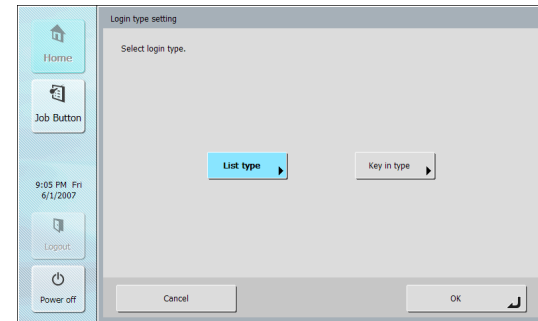 Login type setting
Select login type.
Home
Job Button
List type
Key in type
9:05 PM Fri
6/1/2007
Logout
Power off
Cancel
OK